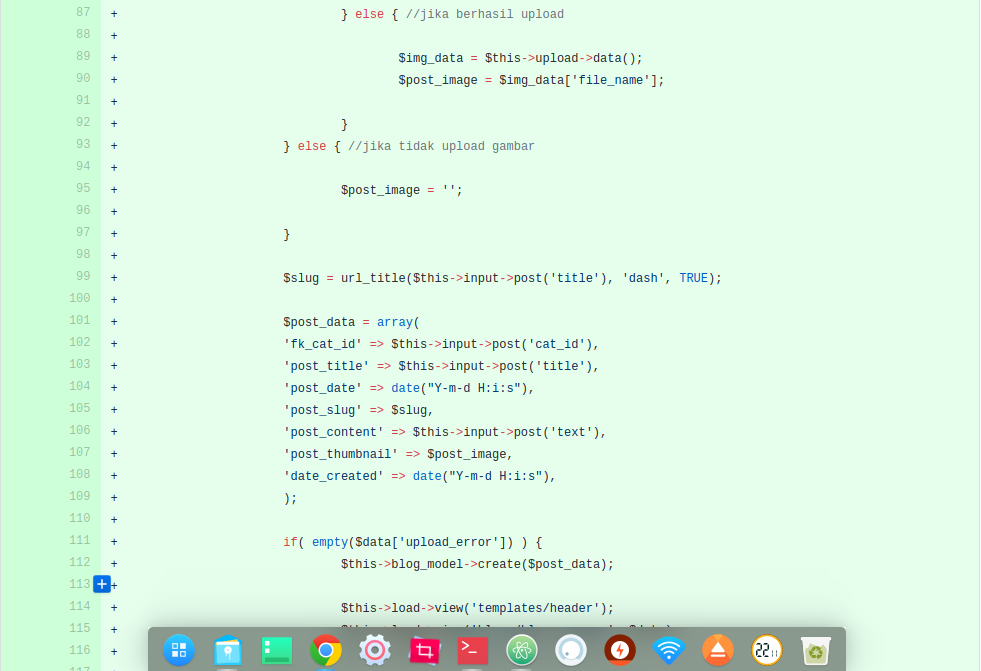 87 + } else { //jika berhasil upload
88 +
89 + $img_data = $this->upload->data();
90 + $post_image = $img_data['file_name'];
91 +
92 + }
93 + } else { //jika tidak upload gambar
94 +
95 + $post_image = '';
96 +
97 + }
98 +
99 + $slug = url_title($this->input->post('title'), 'dash', TRUE);
100 +
101 + $post_data = array(
102 + 'fk_cat_id' => $this->input->post('cat_id'),
103 + 'post_title' => $this->input->post('title'),
104 + 'post_date' => date("Y-m-d H:i:s"),
105 + 'post_slug' => $slug,
106 + 'post_content' => $this->input->post('text'),
107 + 'post_thumbnail' => $post_image,
108 + 'date_created' => date("Y-m-d H:i:s"),
109 + );
110 +
111 + if( empty($data['upload_error']) ) {
112 + $this->blog_model->create($post_data);
113 +
114 + $this->load->view('templates/header');
115 +
116 +
22